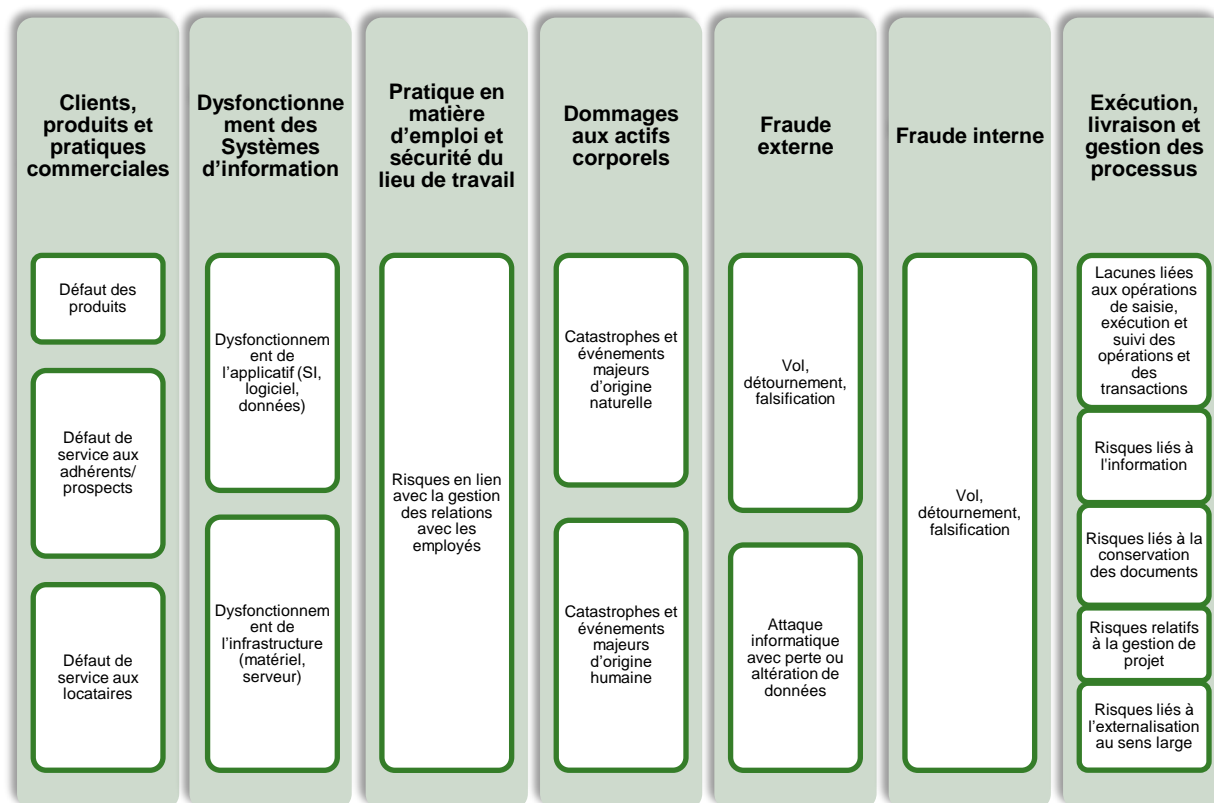 Clients,
produits et
pratiques
commerciales
Défaut des
produits
Défaut de
service aux
adhérents/
prospects
Défaut de
service aux
locataires
Dysfonctionne
ment des
Systèmes
d'information
Dysfonctionnem
ent de
l'applicatif (SI,
logiciel,
données)
Dysfonctionnem
ent de
l'infrastructure
(matériel,
serveur)
Pratique en
matière
d'emploi et
sécurité du
lieu de travail
Risques en lien
avec la gestion
des relations
avec les
employés
Dommages
aux actifs
corporels
Catastrophes et
événements
majeurs
d'origine
naturelle
Catastrophes et
événements
majeurs
d'origine
humaine
Fraude
externe
Vol,
détournement,
falsification
Attaque
informatique
avec perte ou
altération de
données
Fraude interne
Vol,
détournement,
falsification
Exécution,
livraison et
gestion des
processus
Lacunes liées
aux opérations
de saisie,
exécution et
suivi des
opérations et
des
transactions
Risques liés à
l'information
Risques liés à la
conservation
des documents
Risques relatifs
à la gestion de
projet
Risques liés à
l'externalisation
au sens large